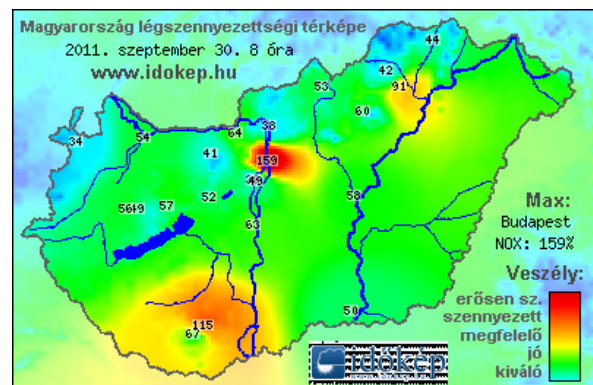 Magyarország légszennyezettségi térképe
2011. szeptember 30. 8 óra
www.idokep.hu
44
42
53
91
60
38
64
54
34
41
159
49
52
58
5649
57
63
Max:
Budapest
NOX: 159%
Veszély:
erősen sz.
szennyezett
megfelelő
jó
kiváló
50
115
67
időkép